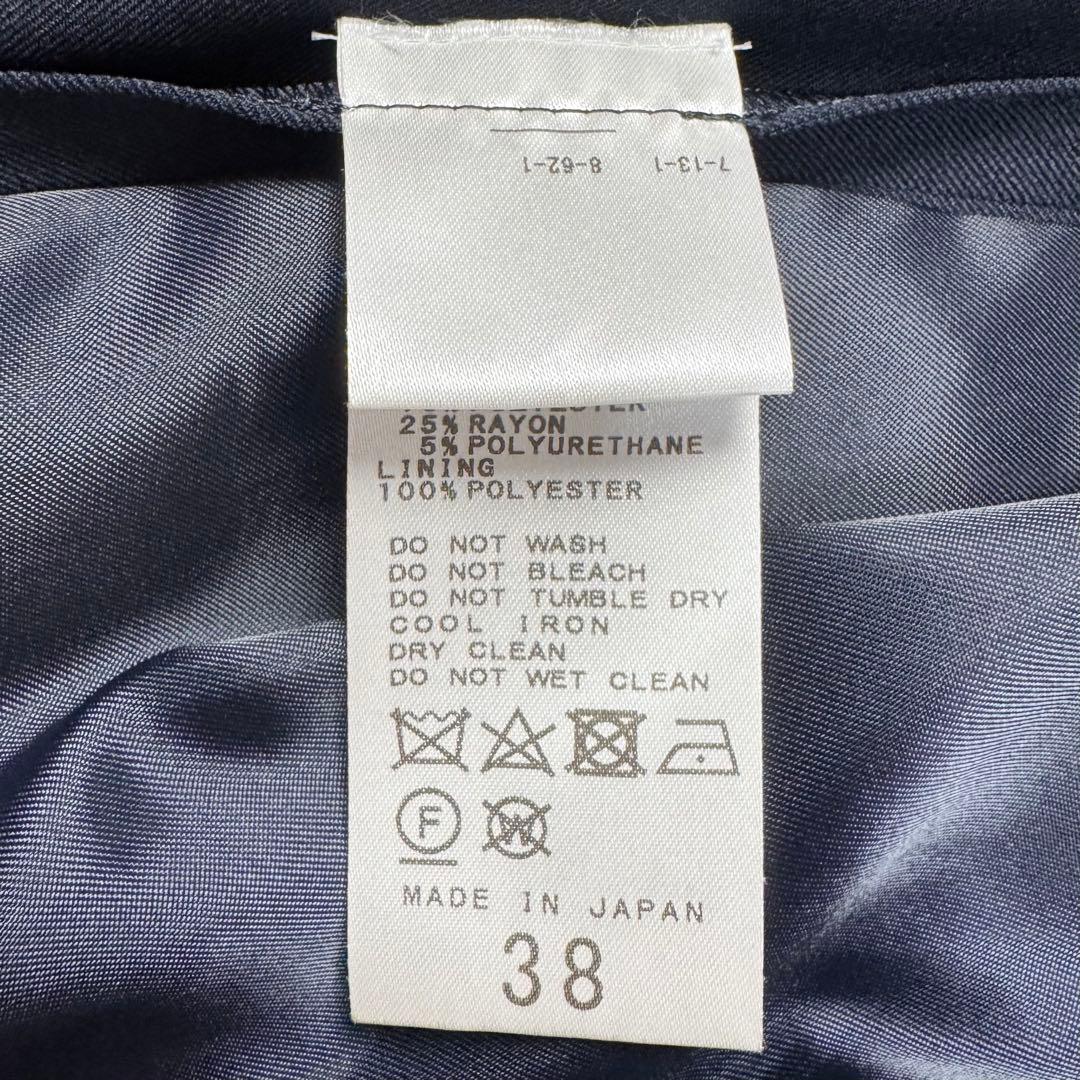 7-13-1
8-62-1
25% RAYON
5% POLYURETHANE
LINING
100% POLYESTER
DO NOT WASH
DO NOT BLEACH
DO NOT TUMBLE DRY
COOL IRON
DRY CLEAN
DO NOT WET CLEAN
F
W
MADE IN JAPAN
38